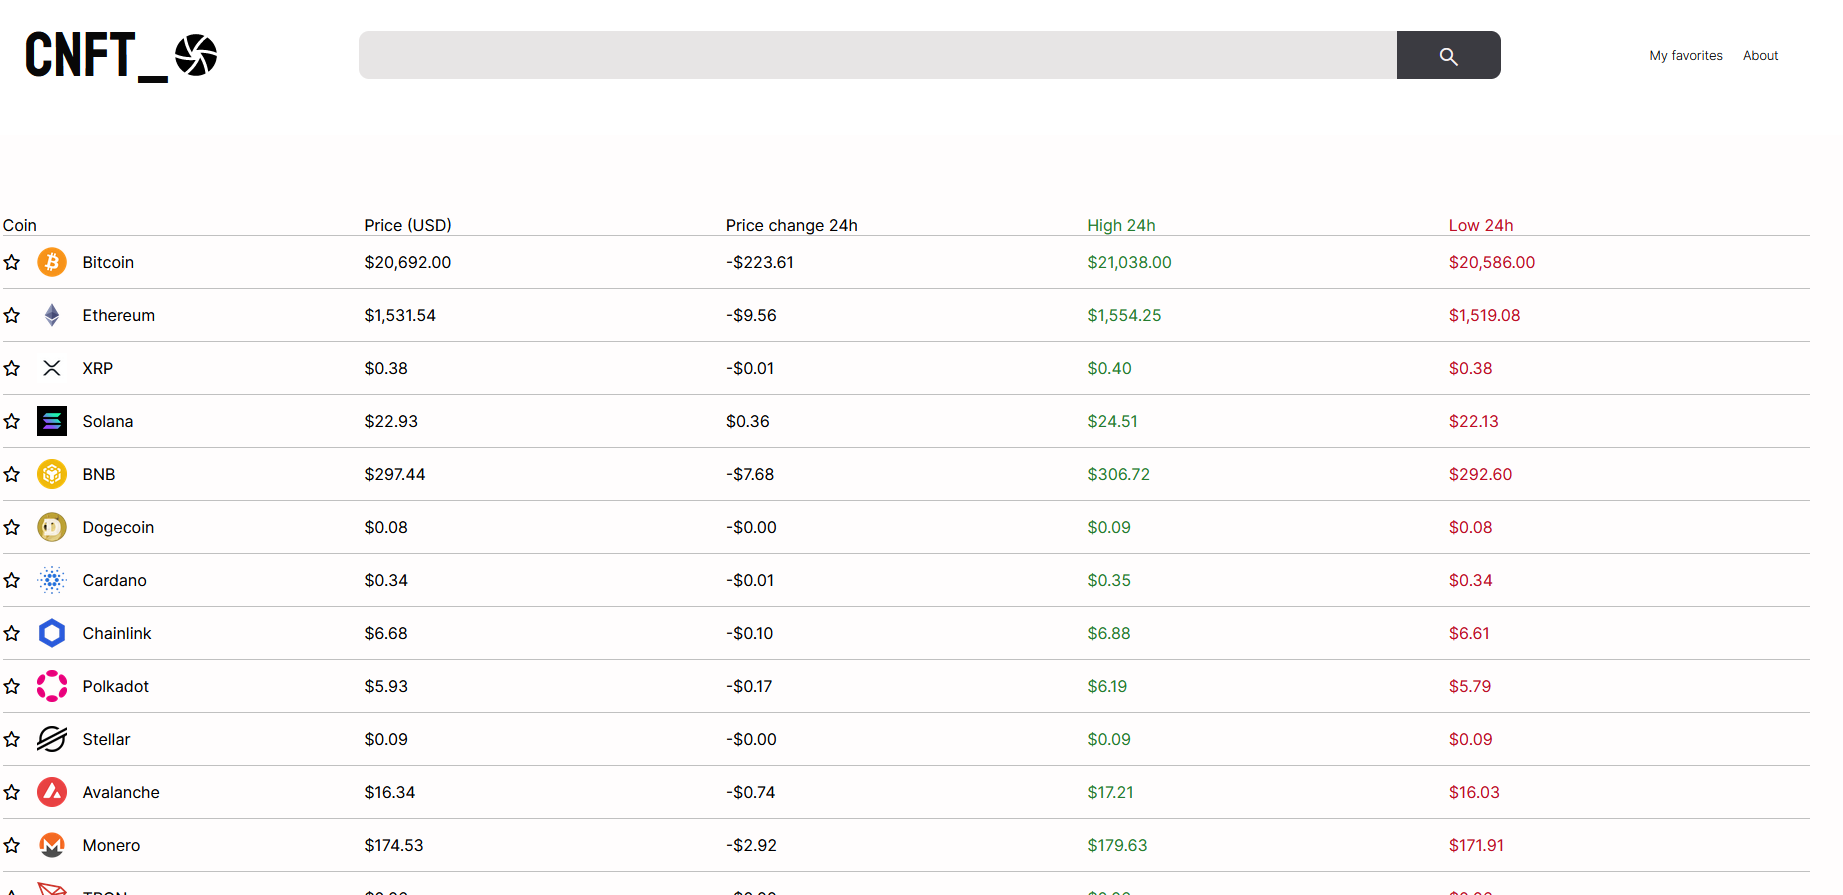 CNFT_
My favorites About
Coin Price (USD) Price change 24h High 24h Low 24h
Bitcoin $20,692.00 -$223.61 $21,038.00 $20,586.00
Ethereum $1,531.54 -$9.56 $1,554.25 $1,519.08
XRP $0.38 -$0.01 $0.40 $0.38
Solana $22.93 $0.36 $24.51 $22.13
BNB $297.44 -$7.68 $306.72 $292.60
Dogecoin $0.08 -$0.00 $0.09 $0.08
Cardano $0.34 -$0.01 $0.35 $0.34
Chainlink $6.68 -$0.10 $6.88 $6.61
Polkadot $5.93 -$0.17 $6.19 $5.79
Stellar $0.09 -$0.00 $0.09 $0.09
Avalanche $16.34 -$0.74 $17.21 $16.03
Monero $174.53 -$2.92 $179.63 $171.91